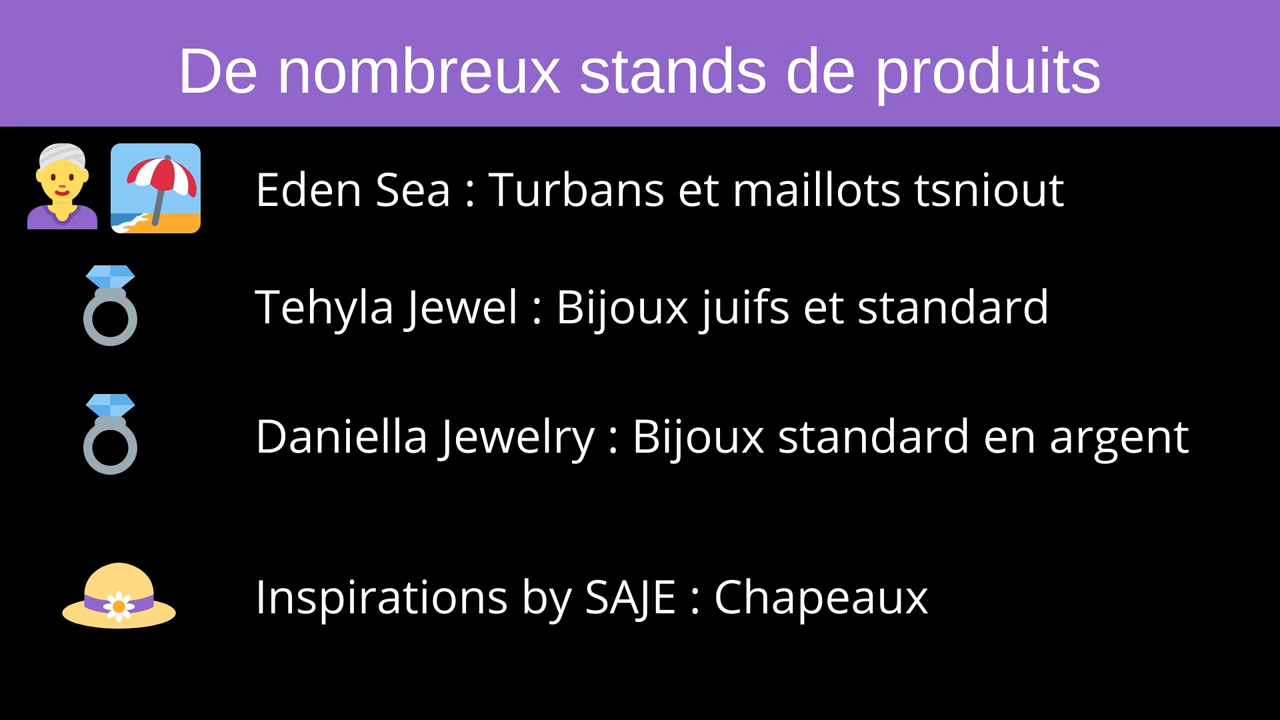 De nombreux stands de produits
Eden Sea : Turbans et maillots tsniout
Tehyla Jewel : Bijoux juifs et standard
Daniella Jewelry : Bijoux standard en argent
Inspirations by SAJE : Chapeaux